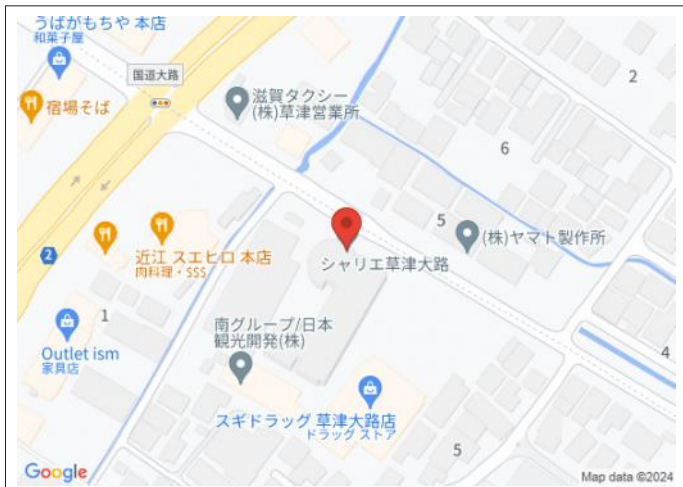 うばがもちや 本店
和菓子屋
国道大路
2
滋賀タクシー
(株)草津営業所
宿場そば
6
5
(株)ヤマト製作所
近江 スエヒロ 本店
肉料理・SSS
シャリエ草津大路
2
1
南グループ/日本
観光開発(株)
Outlet ism
家具店
4
スギドラッグ 草津大路店
ドラッグ ストア
5
Google
Map data ©2024